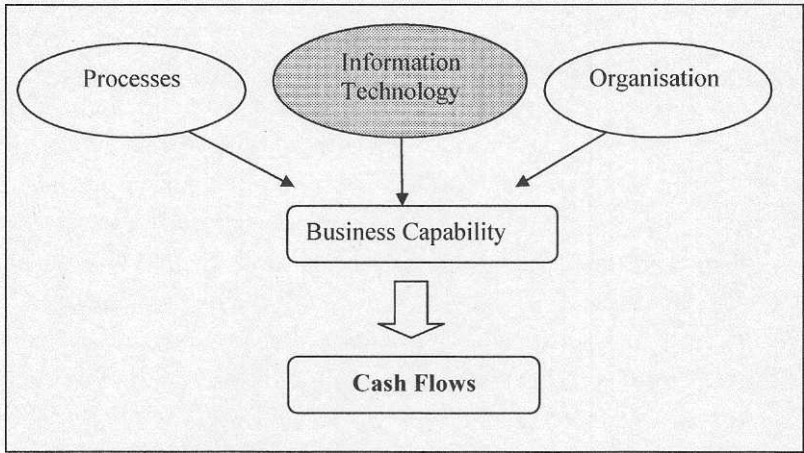 Processes
Information
Technology
Organisation
Business Capability
Cash Flows